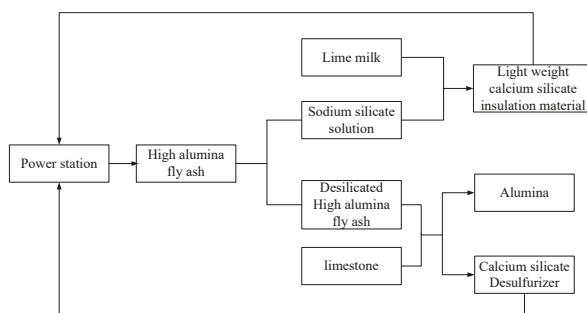 Lime milk
Light weight
calcium silicate
insulation material
Sodium silicate
solution
Power station
High alumina
fly ash
Desilicated
High alumina
fly ash
Alumina
limestone
Calcium silicate
Desulfurizer